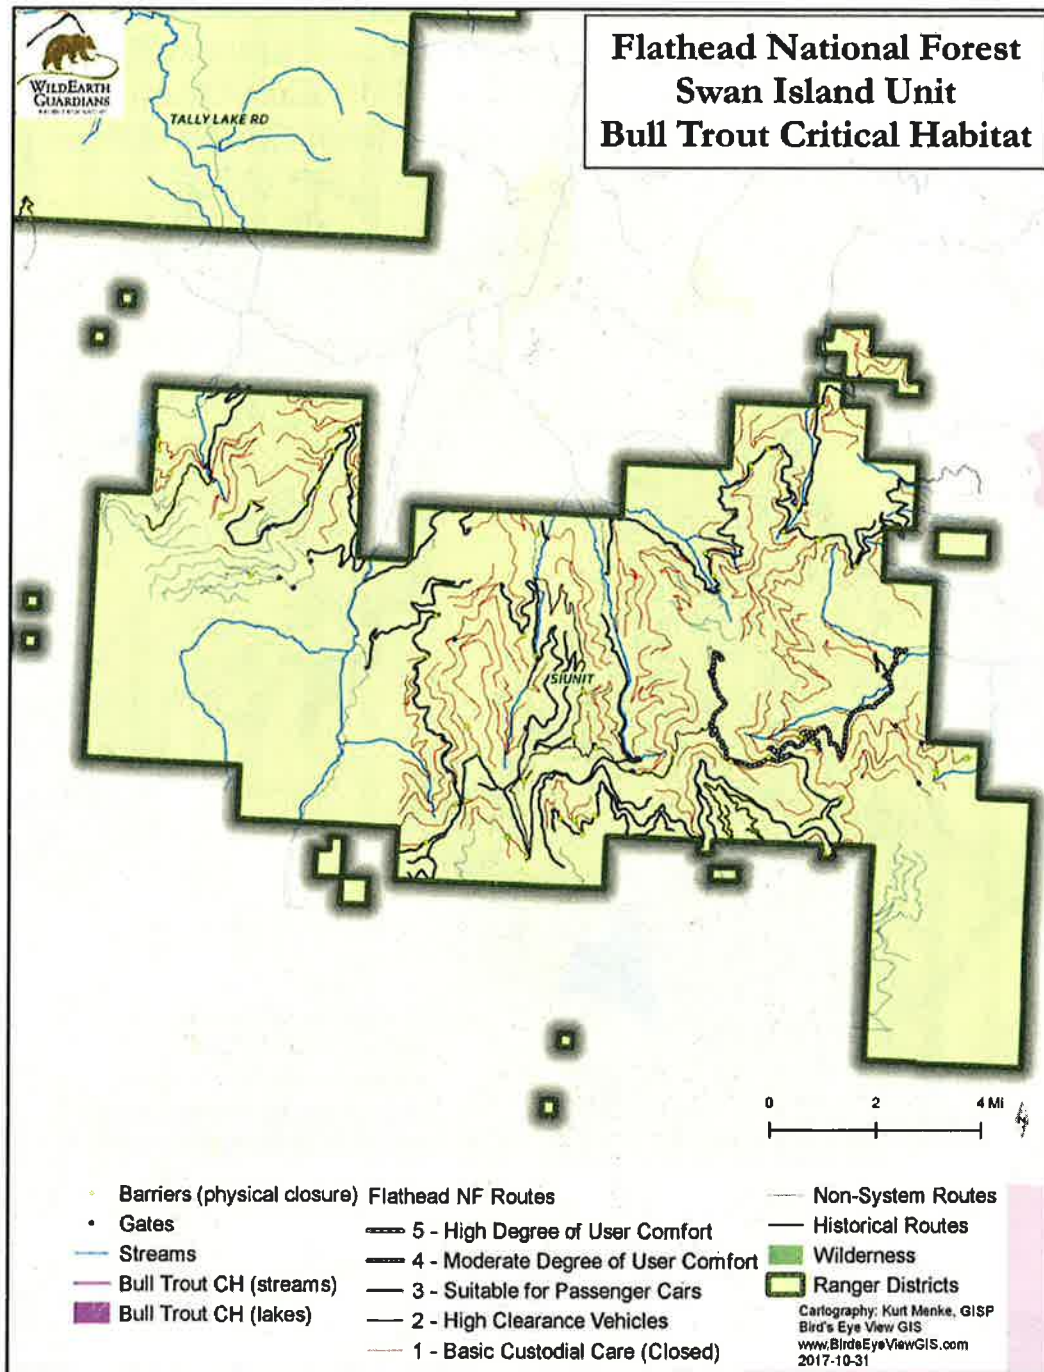 WILDEARTH
GUARDIANS
Flathead National Forest
Swan Island Unit
Bull Trout Critical Habitat
TALLY LAKE RD
SIUNIT
0 2 4 Mi
N
Barriers (physical closure)
Gates
Streams
Bull Trout CH (streams)
Bull Trout CH (lakes)
Flathead NF Routes
5 - High Degree of User Comfort
4 - Moderate Degree of User Comfort
3 - Suitable for Passenger Cars
2 - High Clearance Vehicles
1 - Basic Custodial Care (Closed)
Non-System Routes
Historical Routes
Wilderness
Ranger Districts
Cartography: Kurt Menke, GISP
Bird's Eye View GIS
www.BirdsEyeViewGIS.com
2017-10-31